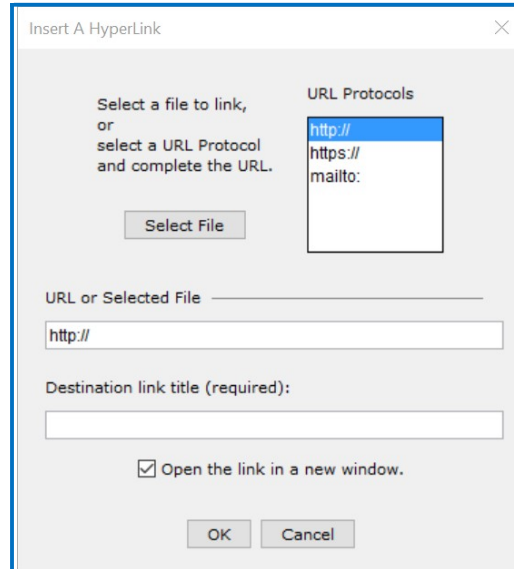 Insert A HyperLink
Select a file to link,
or
select a URL Protocol
and complete the URL.
Select File
URL Protocols
http://
https://
mailto:
URL or Selected File
http://
Destination link title (required):
Open the link in a new window.
OK
Cancel